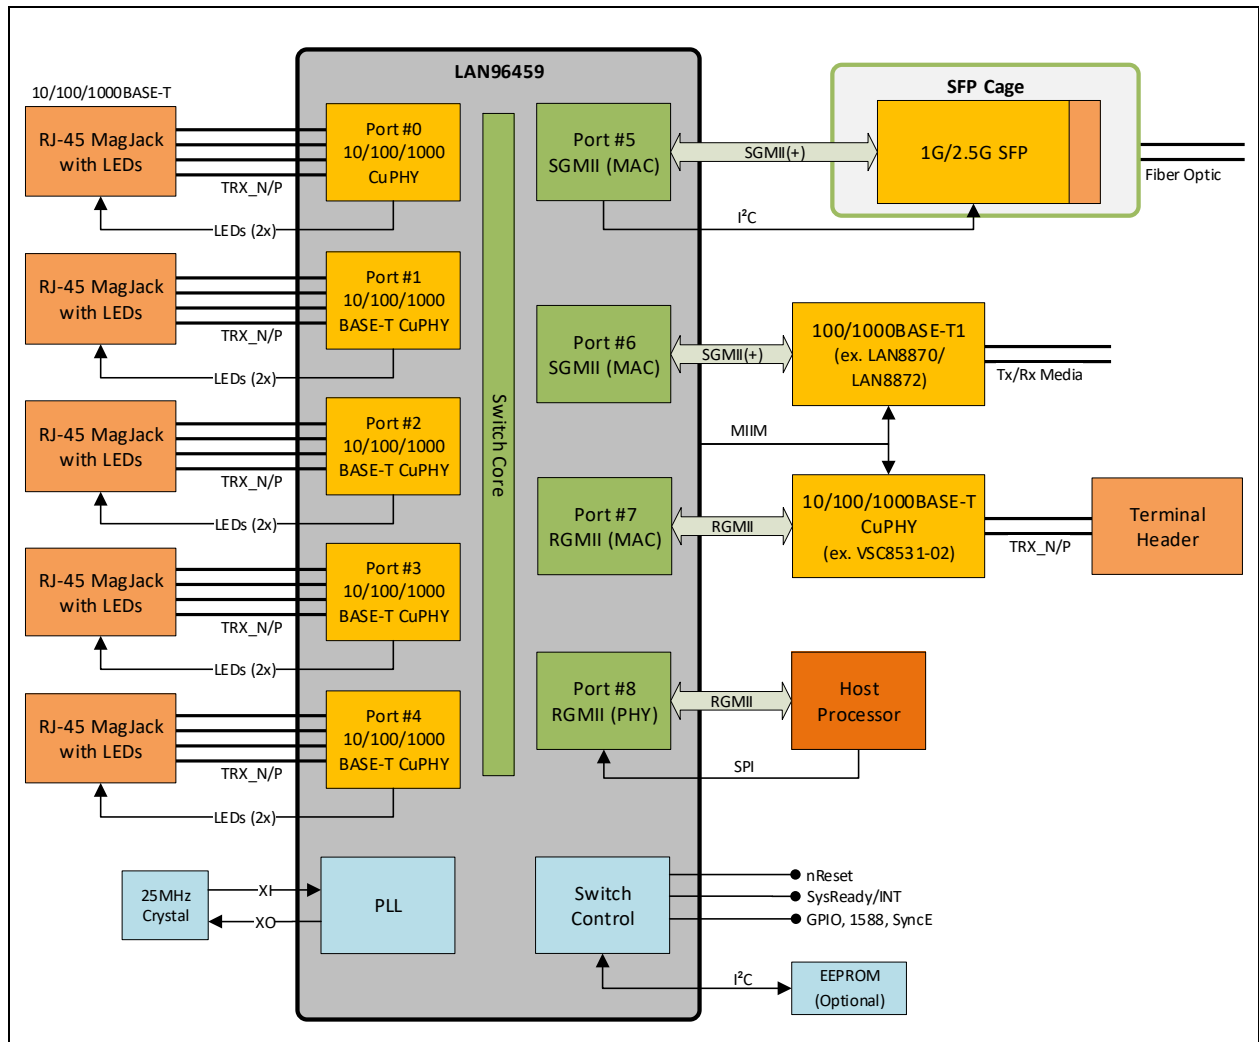 LAN96459
10/100/1000BASE-T
RJ-45 MagJack
with LEDs
TRX_N/P
LEDs (2x)
Port #0
10/100/1000
CuPHY
RJ-45 MagJack
with LEDs
TRX_N/P
LEDs (2x)
Port #1
10/100/1000
BASE-T CuPHY
RJ-45 MagJack
with LEDs
TRX_N/P
LEDs (2x)
Port #2
10/100/1000
BASE-T CuPHY
RJ-45 MagJack
with LEDs
TRX_N/P
LEDs (2x)
Port #3
10/100/1000
BASE-T CuPHY
RJ-45 MagJack
with LEDs
TRX_N/P
LEDs (2x)
Port #4
10/100/1000
BASE-T CuPHY
25MHz
Crystal
XI
XO
PLL
Switch Core
Port #5
SGMII (MAC)
SGMII(+)
I²C
SFP Cage
1G/2.5G SFP
Fiber Optic
Port #6
SGMII (MAC)
SGMII(+)
100/1000BASE-T1
(ex. LAN8870/
LAN8872)
Tx/Rx Media
MIIM
Port #7
RGMII (MAC)
RGMII
10/100/1000BASE-T
CuPHY
(ex. VSC8531-02)
TRX_N/P
Terminal
Header
Port #8
RGMII (PHY)
RGMII
Host
Processor
SPI
Switch
Control
nReset
SysReady/INT
GPIO, 1588, SyncE
I²C
EEPROM
(Optional)